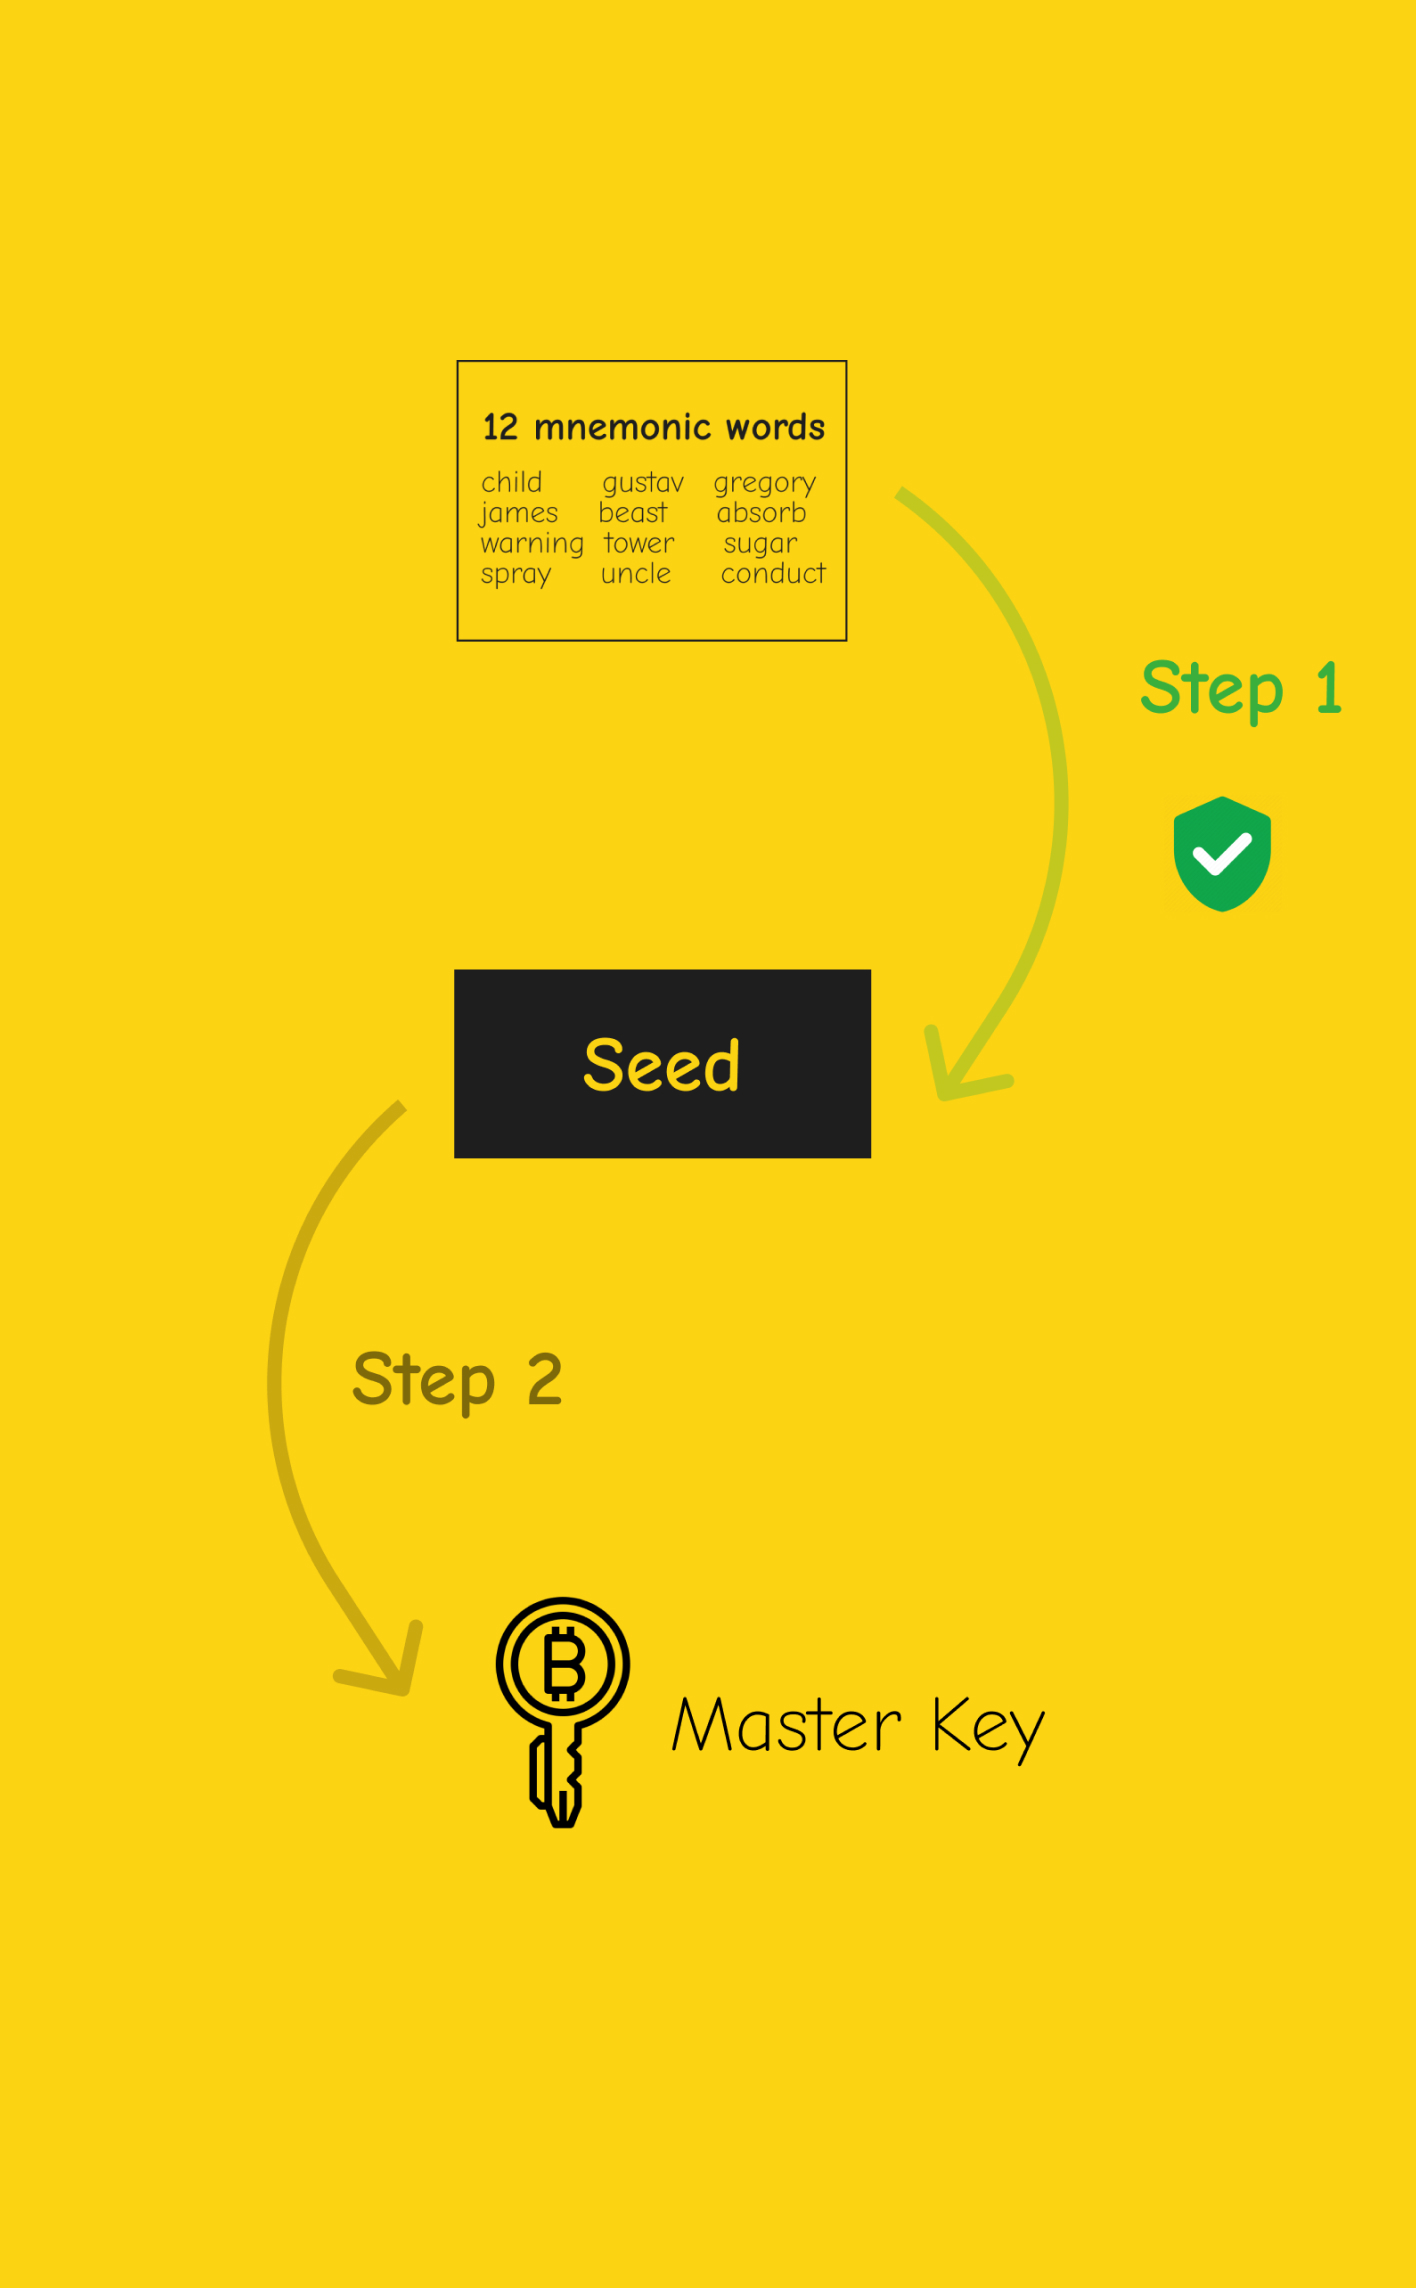 12 mnemonic words
child gustav gregory
james beast absorb
warning tower sugar
spray uncle conduct
Step 1
Seed
Step 2
Master Key